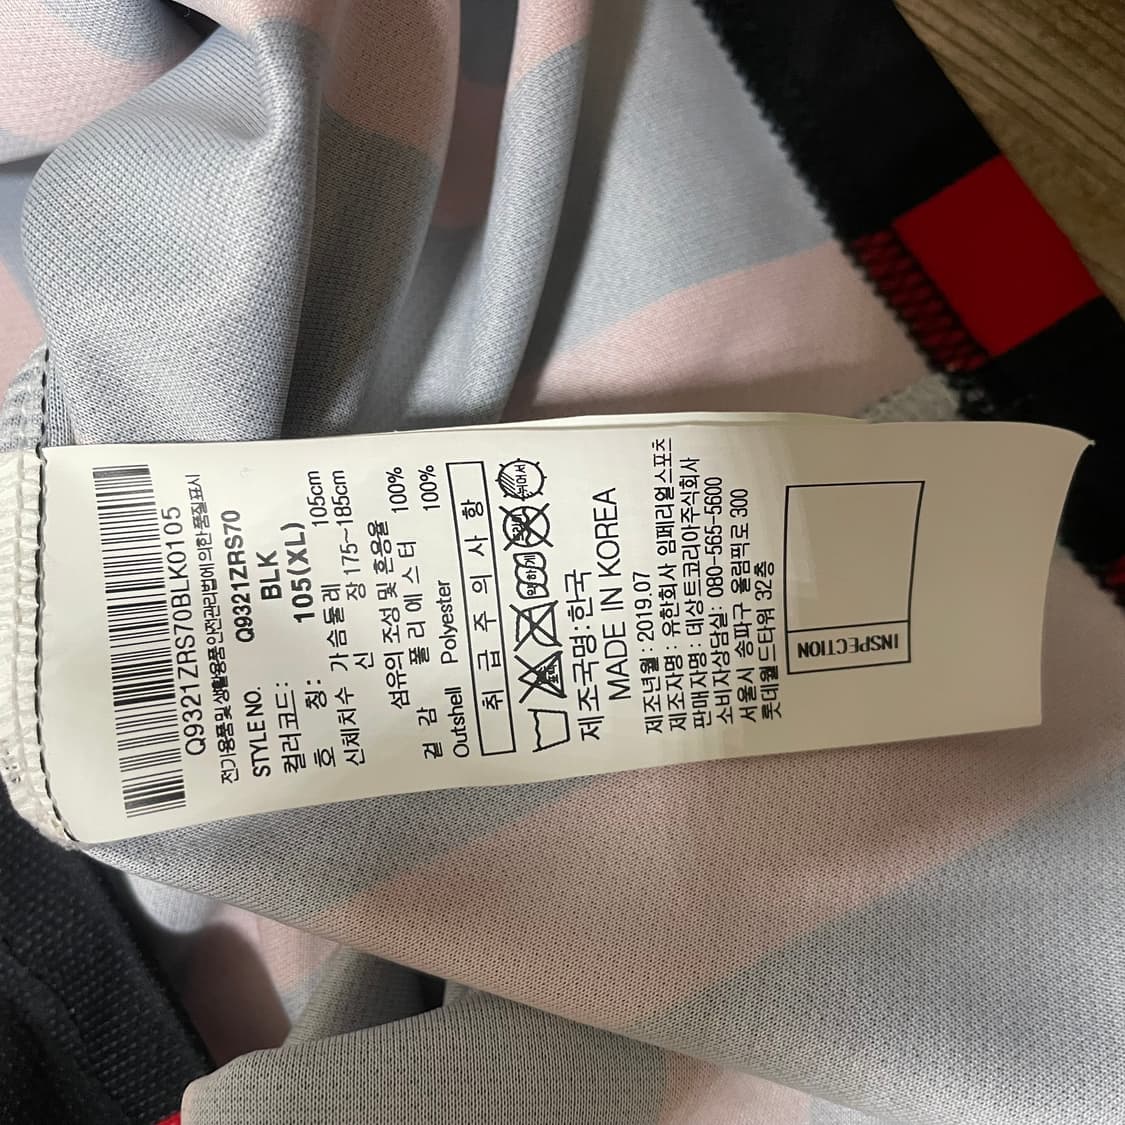 Q9321ZRS70BLK0105
전기용품및생활용품안전관리법에 의한 품질표시
STYLE NO. Q9321ZRS70
컬러코드: BLK
호 칭: 105(XL)
신체치수 가슴둘레 105cm
신 장 175~185cm
섬유의 조성 및 혼용율
겉 감 폴 리 에 스 터 100%
Outshell Polyester 100%
취 급 주 의 사 항
약하게 뉘어서
제조국명:한국
MADE IN KOREA
제조년월 : 2019.07
제조자명 : 유한회사 임페리얼스포츠
판매자명 : 데상트코리아주식회사
소비자상담실: 080-565-5600
서울시 송파구 올림픽로 300
롯데월드타워 32층
INSPECTION